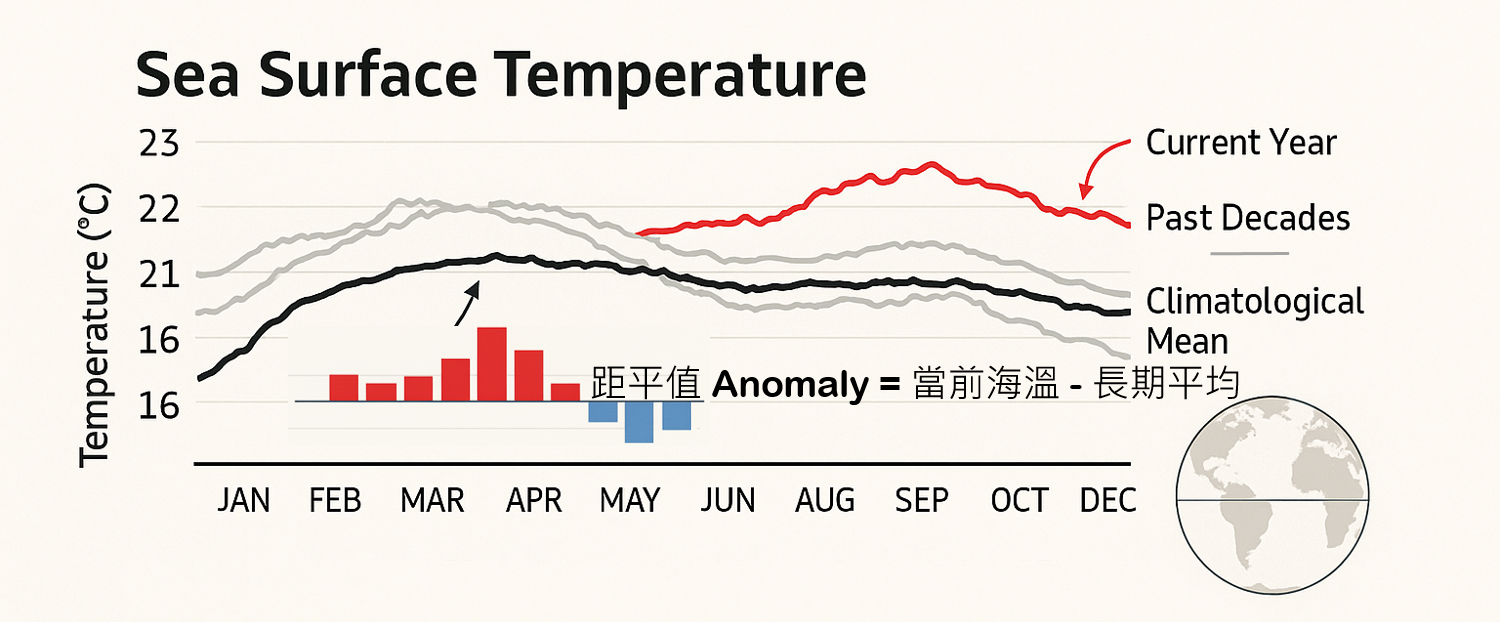 Sea Surface Temperature
Temperature (°C)
23
22
21
16
16
Current Year
Past Decades
Climatological
Mean
距平值 Anomaly = 當前海溫 - 長期平均
JAN FEB MAR APR MAY JUN AUG SEP OCT DEC